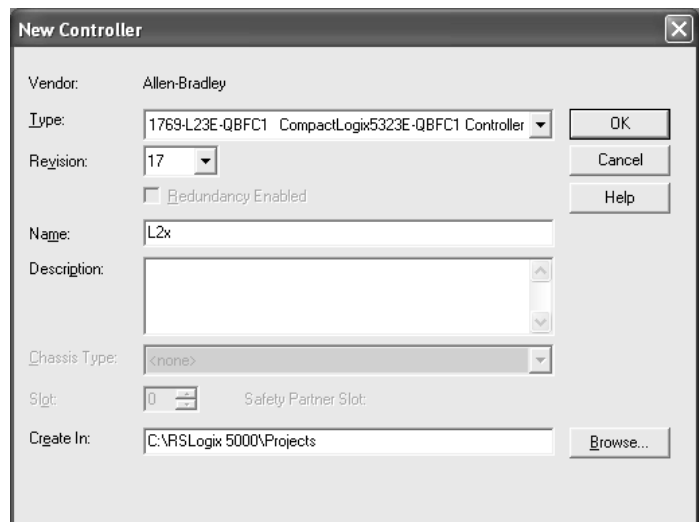 New Controller
Vendor: Allen-Bradley
Type: 1769-L23E-QBFC1 CompactLogix5323E-QBFC1 Controller OK
Revision: 17 Cancel
Redundancy Enabled Help
Name: L2x
Description:
Chassis Type: <none>
Slot: 0 Safety Partner Slot:
Create In: C:\RSLogix 5000\Projects Browse...